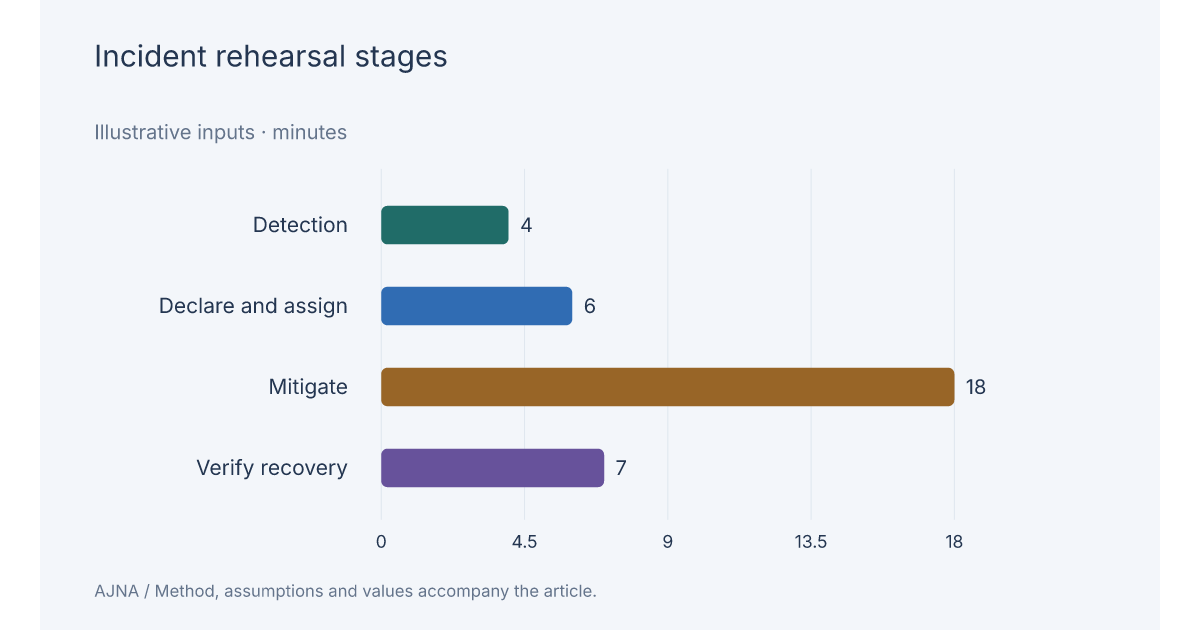 Incident rehearsal stages
Illustrative inputs · minutes
Detection 4
Declare and assign 6
Mitigate 18
Verify recovery 7
0 4.5 9 13.5 18
AJNA / Method, assumptions and values accompany the article.